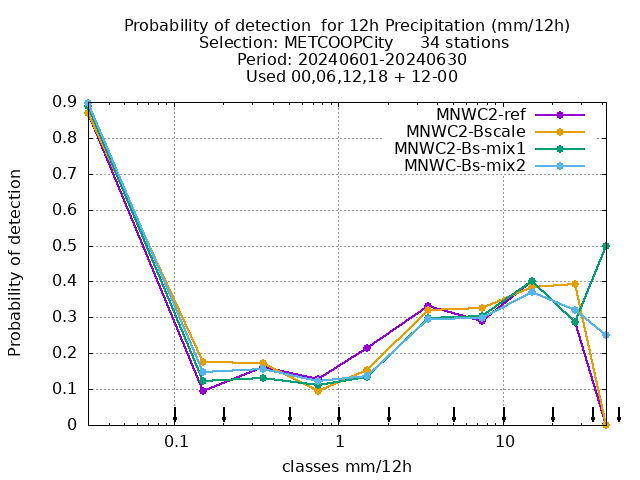 Probability of detection  for 12h Precipitation (mm/12h)
Selection: METCOOPCity      34 stations
Period: 20240601-20240630
Used 00,06,12,18 + 12-00
MNWC2-ref
MNWC2-Bscale
MNWC2-Bs-mix1
MNWC-Bs-mix2
Probability of detection
0.9
0.8
0.7
0.6
0.5
0.4
0.3
0.2
0.1
0
0.1 1 10
classes mm/12h